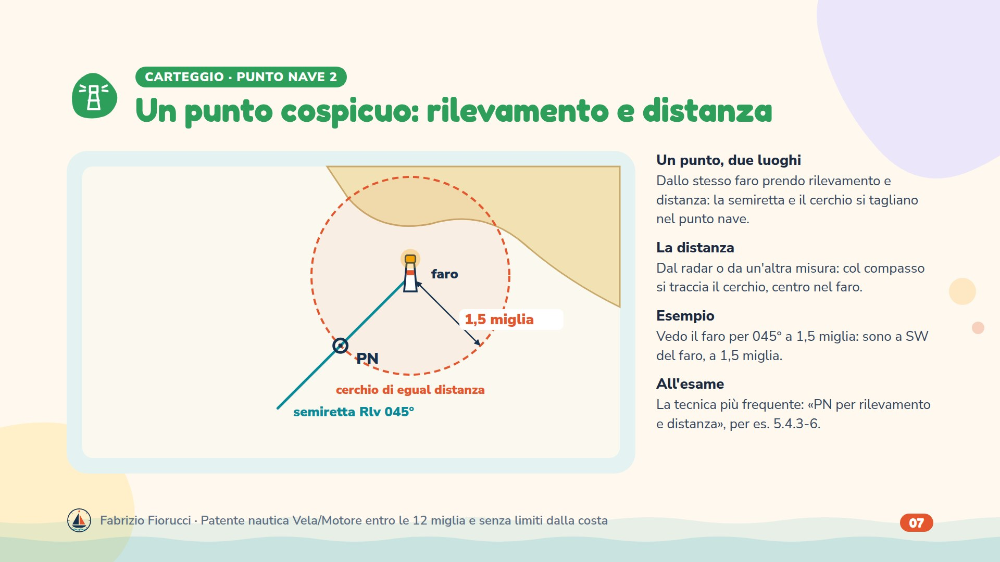 CARTEGGIO · PUNTO NAVE 2
Un punto cospicuo: rilevamento e distanza
faro
1,5 miglia
PN
cerchio di egual distanza
semiretta Rlv 045°
Un punto, due luoghi
Dallo stesso faro prendo rilevamento e
distanza: la semiretta e il cerchio si tagliano
nel punto nave.
La distanza
Dal radar o da un'altra misura: col compasso
si traccia il cerchio, centro nel faro.
Esempio
Vedo il faro per 045° a 1,5 miglia: sono a SW
del faro, a 1,5 miglia.
All'esame
La tecnica più frequente: «PN per rilevamento
e distanza», per es. 5.4.3-6.
Fabrizio Fiorucci · Patente nautica Vela/Motore entro le 12 miglia e senza limiti dalla costa
07